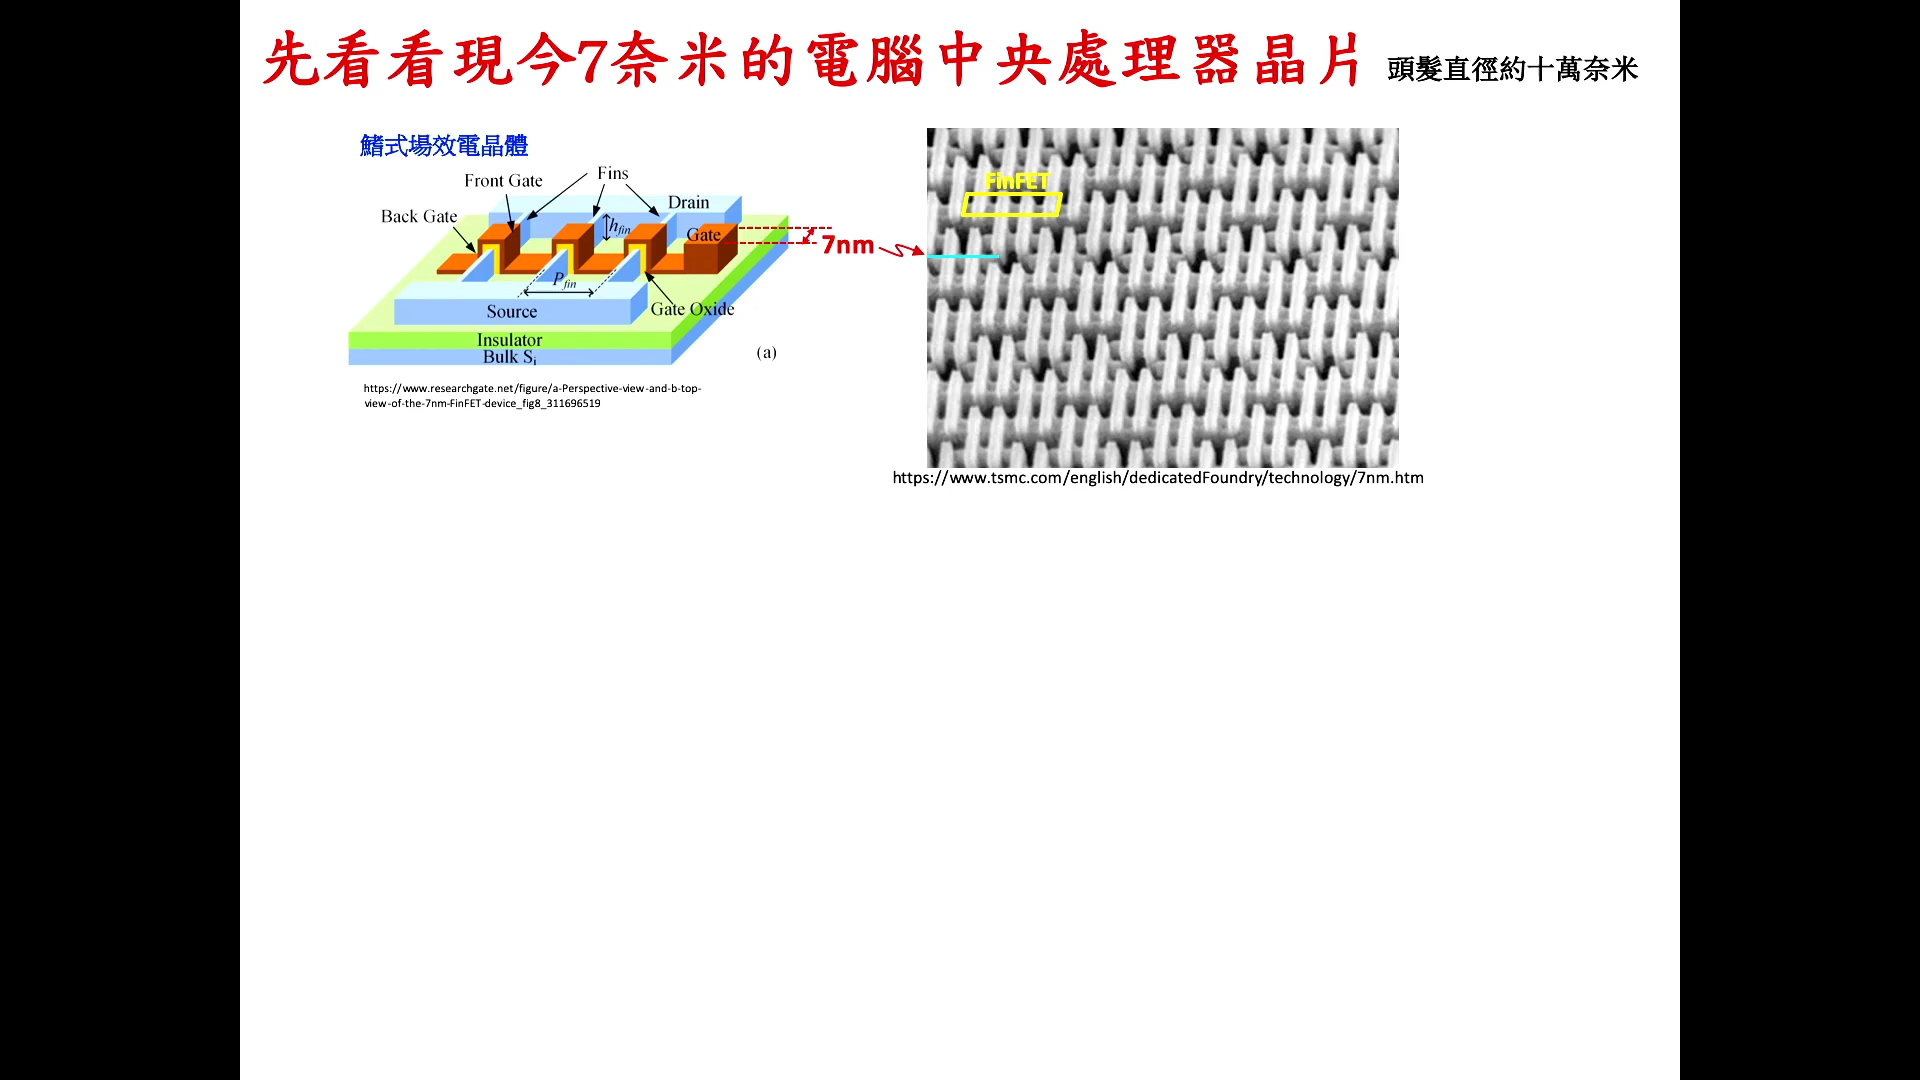 先看看現今7奈米的電腦中央處理器晶片 頭髮直徑約十萬奈米
鰭式場效電晶體
Fins
Front Gate
Drain
Back Gate
hfin
Gate
7nm
Pfin
Source
Gate Oxide
Insulator
Bulk Si
(a)
https://www.researchgate.net/figure/a-Perspective-view-and-b-top-
view-of-the-7nm-FinFET-device_fig8_311696519
FinFET
https://www.tsmc.com/english/dedicatedFoundry/technology/7nm.htm